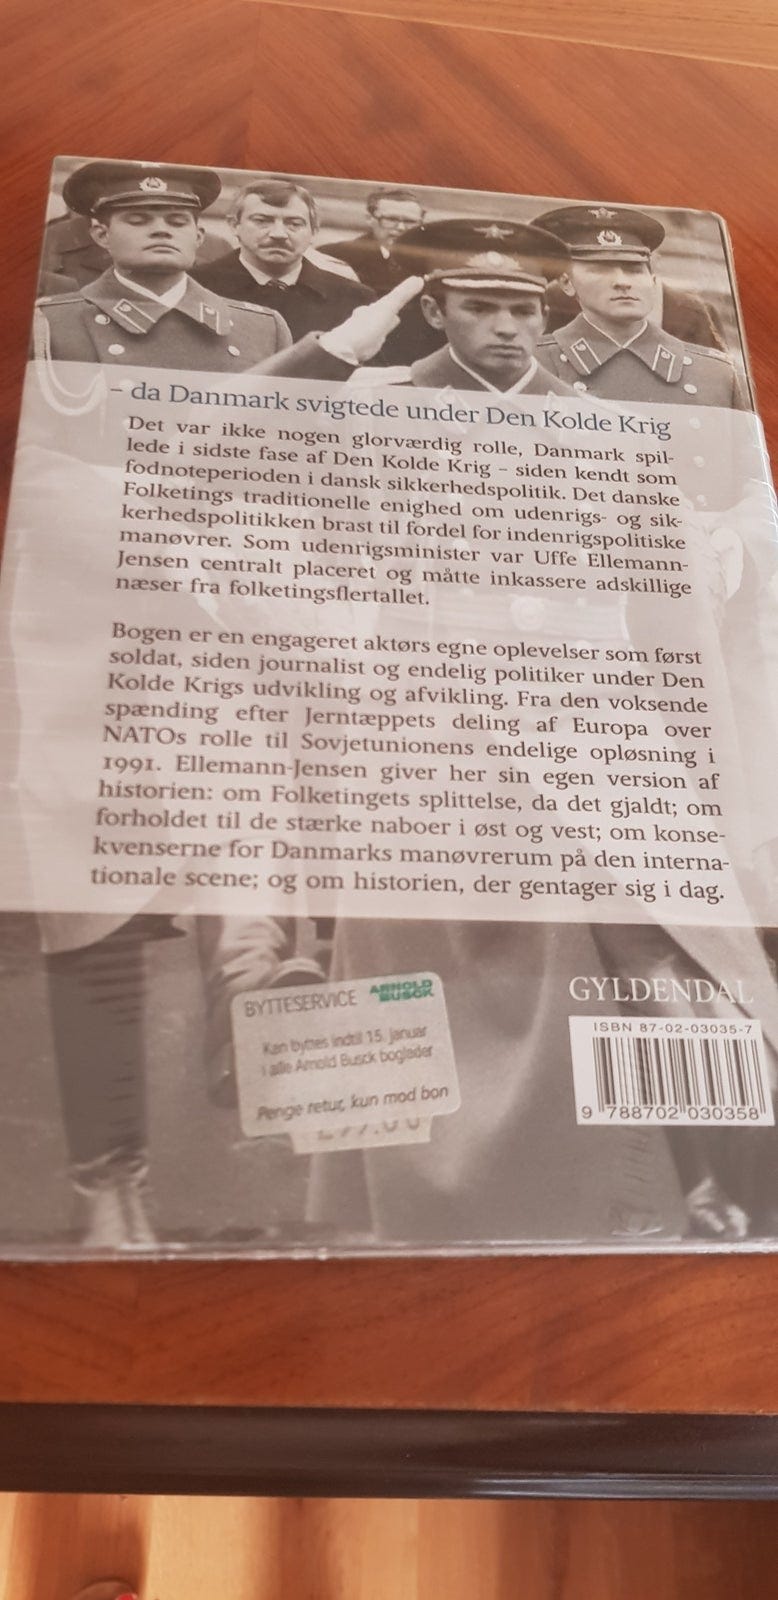 – da Danmark svigtede under Den Kolde Krig
Det var ikke nogen glorværdig rolle, Danmark spil-
lede i sidste fase af Den Kolde Krig – siden kendt som
fodnoteperioden i dansk sikkerhedspolitik. Det danske
Folketings traditionelle enighed om udenrigs- og sik-
kerhedspolitikken brast til fordel for indenrigspolitiske
manøvrer. Som udenrigsminister var Uffe Ellemann-
Jensen centralt placeret og måtte inkassere adskillige
næser fra folketingsflertallet.
Bogen er en engageret aktørs egne oplevelser som først
soldat, siden journalist og endelig politiker under Den
Kolde Krigs udvikling og afvikling. Fra den voksende
spænding efter Jerntæppets deling af Europa over
NATOs rolle til Sovjetunionens endelige opløsning i
1991. Ellemann-Jensen giver her sin egen version af
historien: om Folketingets splittelse, da det gjaldt; om
forholdet til de stærke naboer i øst og vest; om konse-
kvenserne for Danmarks manøvrerum på den interna-
tionale scene; og om historien, der gentager sig i dag.
GYLDENDAL
ISBN 87-02-03035-7
9 788702 030358
BYTTESERVICE ARNOLD BUSCK
Kan byttes indtil 15. januar
i alle Arnold Busckboglader
Penge retur, kun mod bon